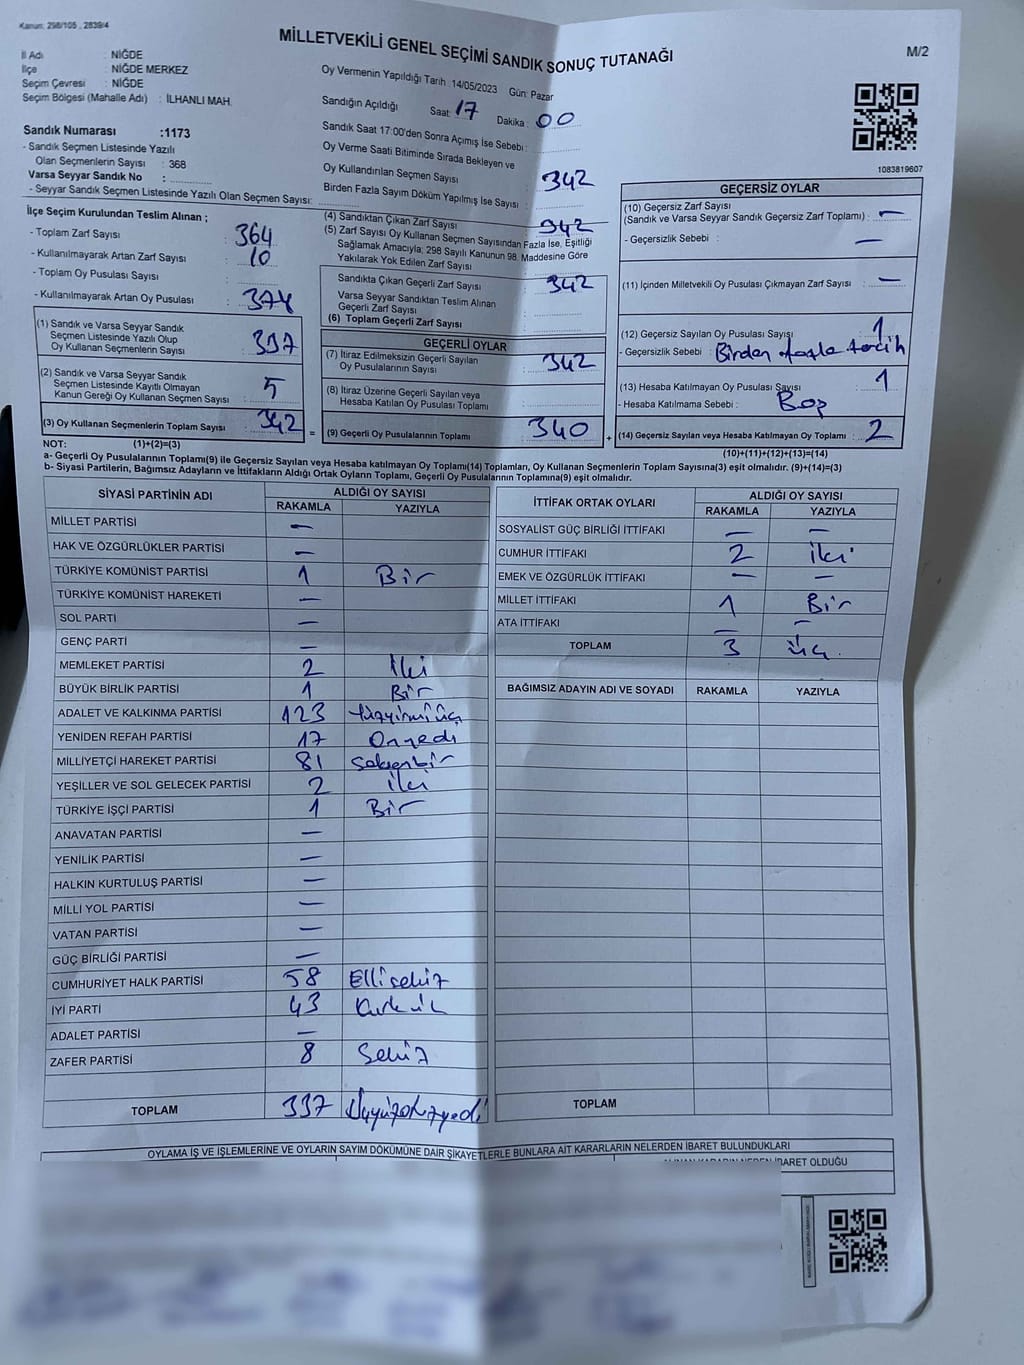 Kanun: 298/105 , 2839/4
MİLLETVEKİLİ GENEL SEÇİMİ SANDIK SONUÇ TUTANAĞI
M/2
İl Adı : NİĞDE
İlçe : NİĞDE MERKEZ
Seçim Çevresi : NİĞDE
Seçim Bölgesi (Mahalle Adı) : İLHANLI MAH.
Sandık Numarası :1173
- Sandık Seçmen Listesinde Yazılı
Olan Seçmenlerin Sayısı : 368
Varsa Seyyar Sandık No :
- Seyyar Sandık Seçmen Listesinde Yazılı Olan Seçmen Sayısı:
Oy Vermenin Yapıldığı Tarih :14/05/2023 Gün: Pazar
Sandığın Açıldığı Saat: 17 Dakika : 00
Sandık Saat 17:00'den Sonra Açımış İse Sebebi :
Oy Verme Saati Bitiminde Sırada Bekleyen ve
Oy Kullandırılan Seçmen Sayısı 342
Birden Fazla Sayım Döküm Yapılmış İse Sayısı
1083819607
İlçe Seçim Kurulundan Teslim Alınan ;
- Toplam Zarf Sayısı : 364
- Kullanılmayarak Artan Zarf Sayısı : 10
- Toplam Oy Pusulası Sayısı :
- Kullanılmayarak Artan Oy Pusulası : 374
(1) Sandık ve Varsa Seyyar Sandık
Seçmen Listesinde Yazılı Olup
Oy Kullanan Seçmenlerin Sayısı : 337
(2) Sandık ve Varsa Seyyar Sandık
Seçmen Listesinde Kayıtlı Olmayan
Kanun Gereği Oy Kullanan Seçmen Sayısı : 5
(3) Oy Kullanan Seçmenlerin Toplam Sayısı : 342
(4) Sandıktan Çıkan Zarf Sayısı 342
(5) Zarf Sayısı Oy Kullanan Seçmen Sayısından Fazla İse, Eşitliği
Sağlamak Amacıyla; 298 Sayılı Kanunun 98. Maddesine Göre
Yakılarak Yok Edilen Zarf Sayısı
Sandıkta Çıkan Geçerli Zarf Sayısı : 342
Varsa Seyyar Sandıktan Teslim Alınan
Geçerli Zarf Sayısı :
(6) Toplam Geçerli Zarf Sayısı :
GEÇERLİ OYLAR
(7) İtiraz Edilmeksizin Geçerli Sayılan
Oy Pusulalarının Sayısı : 342
(8) İtiraz Üzerine Geçerli Sayılan veya
Hesaba Katılan Oy Pusulası Toplamı :
= (9) Geçerli Oy Pusulalarının Toplamı : 340 +
GEÇERSİZ OYLAR
(10) Geçersiz Zarf Sayısı
(Sandık ve Varsa Seyyar Sandık Geçersiz Zarf Toplamı) : —
- Geçersizlik Sebebi : —
(11) İçinden Milletvekili Oy Pusulası Çıkmayan Zarf Sayısı : —
(12) Geçersiz Sayılan Oy Pusulası Sayısı : 1
- Geçersizlik Sebebi : Birden fazla tercih
(13) Hesaba Katılmayan Oy Pusulası Sayısı : 1
- Hesaba Katılmama Sebebi : Boş
(14) Geçersiz Sayılan veya Hesaba Katılmayan Oy Toplamı : 2
NOT: (1)+(2)=(3) (10)+(11)+(12)+(13)=(14)
a- Geçerli Oy Pusulalarının Toplamı(9) ile Geçersiz Sayılan veya Hesaba katılmayan Oy Toplamı(14) Toplamları, Oy Kullanan Seçmenlerin Toplam Sayısına(3) eşit olmalıdır. (9)+(14)=(3)
b- Siyasi Partilerin, Bağımsız Adayların ve İttifakların Aldığı Ortak Oyların Toplamı, Geçerli Oy Pusulalarının Toplamına(9) eşit olmalıdır.
SİYASİ PARTİNİN ADI ALDIĞI OY SAYISI
RAKAMLA YAZIYLA
MİLLET PARTİSİ —
HAK VE ÖZGÜRLÜKLER PARTİSİ —
TÜRKİYE KOMÜNİST PARTİSİ 1 Bir
TÜRKİYE KOMÜNİST HAREKETİ —
SOL PARTİ —
GENÇ PARTİ —
MEMLEKET PARTİSİ 2 İki
BÜYÜK BİRLİK PARTİSİ 1 Bir
ADALET VE KALKINMA PARTİSİ 123 Yüzyirmiüç
YENİDEN REFAH PARTİSİ 17 Onyedi
MİLLİYETÇİ HAREKET PARTİSİ 81 Seksenbir
YEŞİLLER VE SOL GELECEK PARTİSİ 2 iki
TÜRKİYE İŞÇİ PARTİSİ 1 Bir
ANAVATAN PARTİSİ —
YENİLİK PARTİSİ —
HALKIN KURTULUŞ PARTİSİ —
MİLLİ YOL PARTİSİ —
VATAN PARTİSİ —
GÜÇ BİRLİĞİ PARTİSİ —
CUMHURİYET HALK PARTİSİ 58 Ellisekiz
İYİ PARTİ 43 Kırküç
ADALET PARTİSİ —
ZAFER PARTİSİ 8 Sekiz
TOPLAM 337 Üçyüzotuzyedi
İTTİFAK ORTAK OYLARI ALDIĞI OY SAYISI
RAKAMLA YAZIYLA
SOSYALİST GÜÇ BİRLİĞİ İTTİFAKI — —
CUMHUR İTTİFAKI 2 İki
EMEK VE ÖZGÜRLÜK İTTİFAKI — —
MİLLET İTTİFAKI 1 Bir
ATA İTTİFAKI — —
TOPLAM 3 üç
BAĞIMSIZ ADAYIN ADI VE SOYADI RAKAMLA YAZIYLA
TOPLAM
OYLAMA İŞ VE İŞLEMLERİNE VE OYLARIN SAYIM DÖKÜMÜNE DAİR ŞİKAYETLERLE BUNLARA AİT KARARLARIN NELERDEN İBARET BULUNDUKLARI
İBARET OLDUĞU